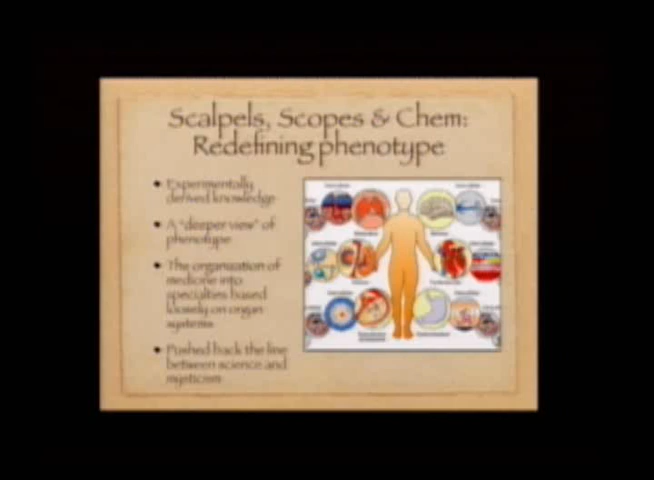 Scalpels, Scopes & Chem:
Redefining phenotype
• Experimentally
derived knowledge
• A "deeper view" of
phenotype
• The organization of
medicine into
specialties based
loosely on organ
systems
• Pushed back the line
between science and
mysticism